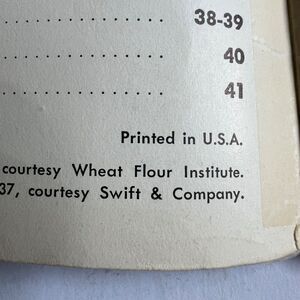 . . . . . . . . . . . . . . . . 38-39
. . . . . . . . . . . . . . . . 40
. . . . . . . . . . . . . . . . 41
Printed in U.S.A.
courtesy Wheat Flour Institute.
37, courtesy Swift & Company.